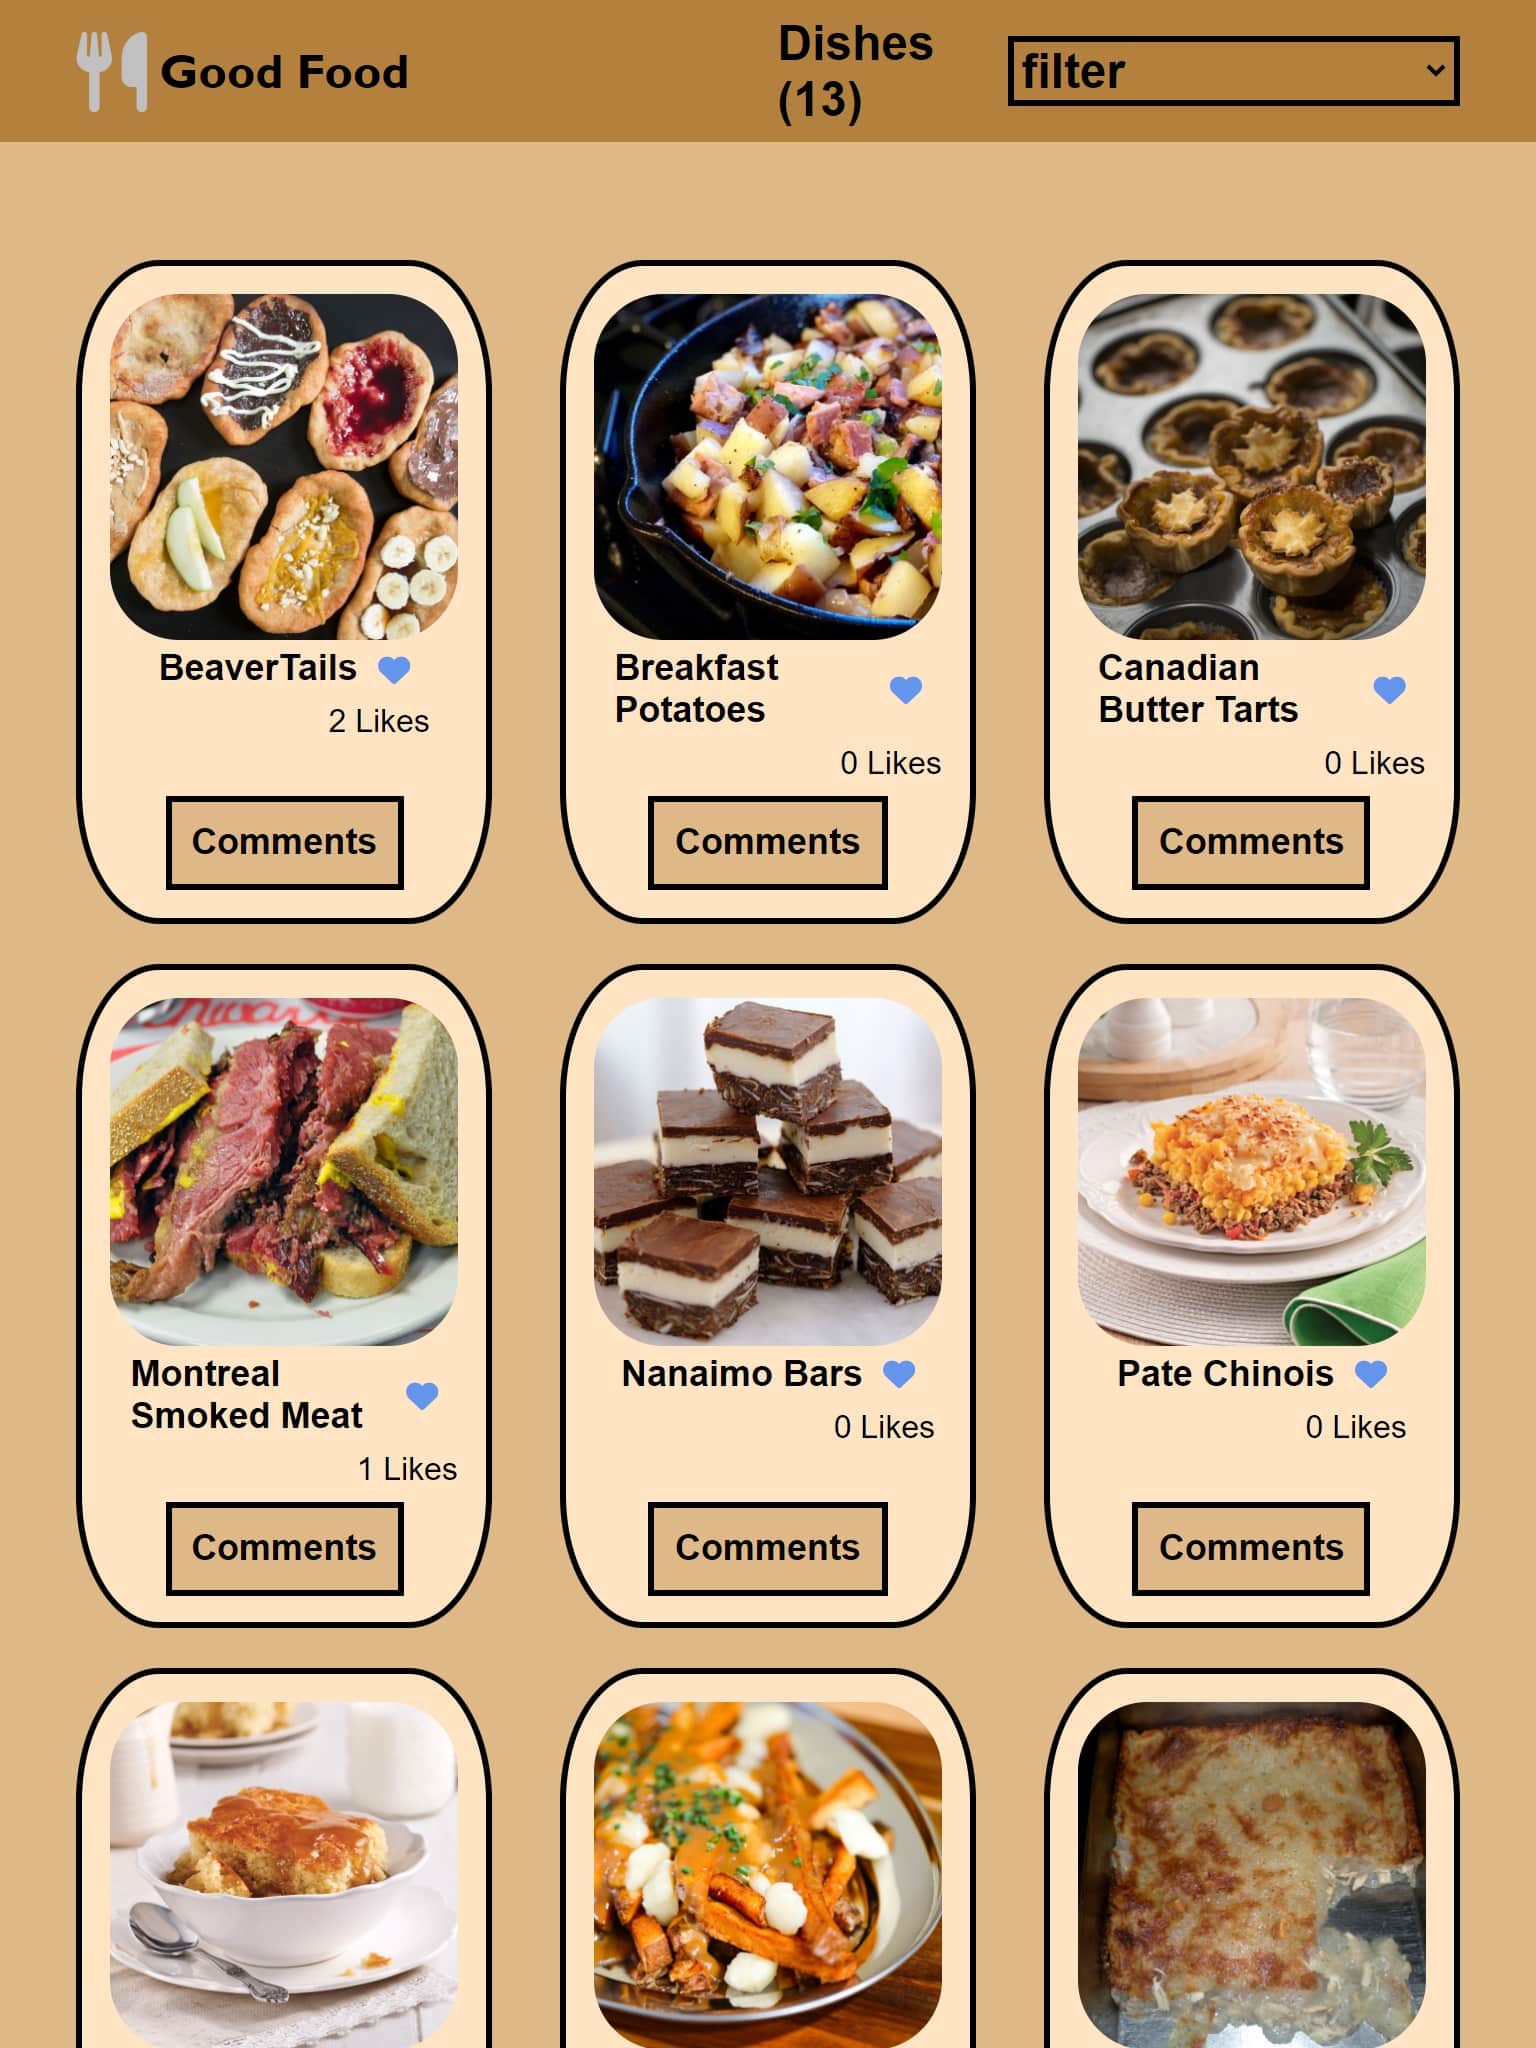 Good Food
Dishes
(13)
filter
BeaverTails
2 Likes
Comments
Breakfast
Potatoes
0 Likes
Comments
Canadian
Butter Tarts
0 Likes
Comments
Montreal
Smoked Meat
1 Likes
Comments
Nanaimo Bars
0 Likes
Comments
Pate Chinois
0 Likes
Comments